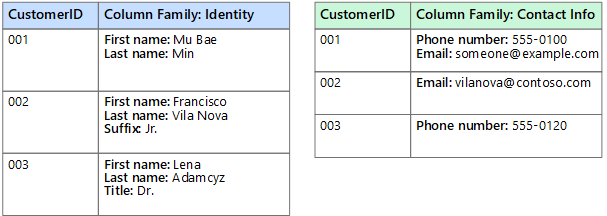 CustomerID Column Family: Identity
001 First name: Mu Bae
Last name: Min
002 First name: Francisco
Last name: Vila Nova
Suffix: Jr.
003 First name: Lena
Last name: Adamcyz
Title: Dr.
CustomerID Column Family: Contact Info
001 Phone number: 555-0100
Email: someone@example.com
002 Email: vilanova@contoso.com
003 Phone number: 555-0120